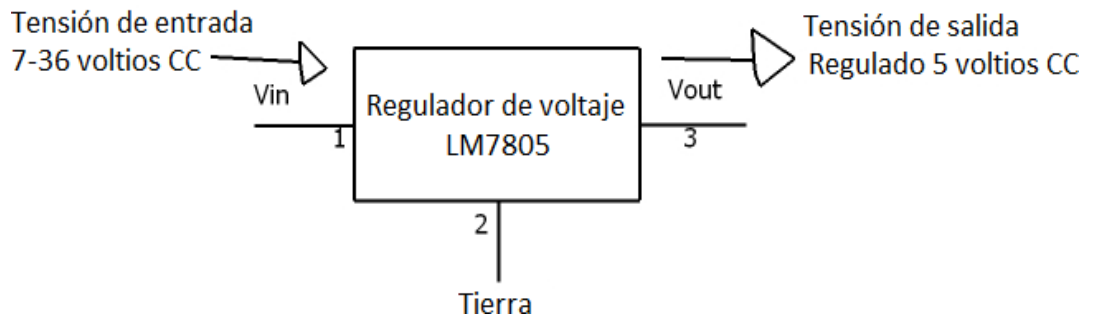 Tensión de entrada
7-36 voltios CC
Vin
1
Regulador de voltaje
LM7805
2
Tierra
Tensión de salida
Regulado 5 voltios CC
Vout
3